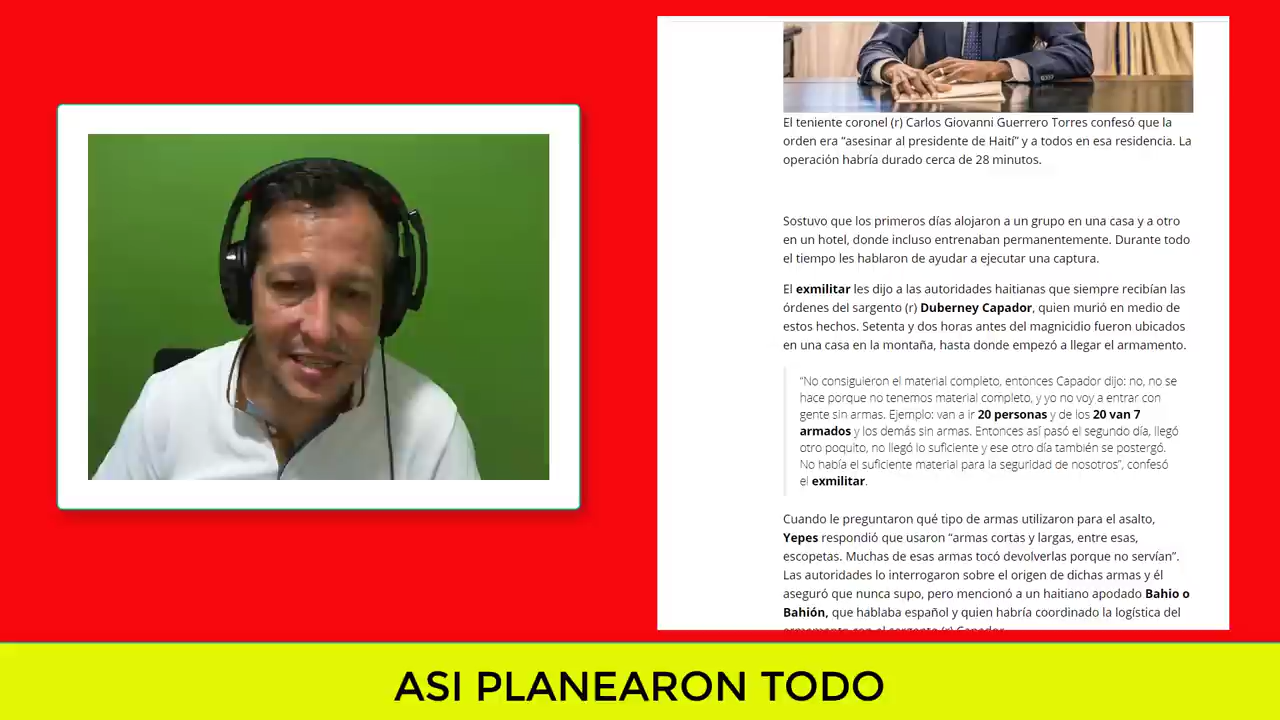 El teniente coronel (r) Carlos Giovanni Guerrero Torres confesó que la
orden era “asesinar al presidente de Haití” y a todos en esa residencia. La
operación habría durado cerca de 28 minutos.
Sostuvo que los primeros días alojaron a un grupo en una casa y a otro
en un hotel, donde incluso entrenaban permanentemente. Durante todo
el tiempo les hablaron de ayudar a ejecutar una captura.
El exmilitar les dijo a las autoridades haitianas que siempre recibían las
órdenes del sargento (r) Duberney Capador, quien murió en medio de
estos hechos. Setenta y dos horas antes del magnicidio fueron ubicados
en una casa en la montaña, hasta donde empezó a llegar el armamento.
“No consiguieron el material completo, entonces Capador dijo: no, no se
hace porque no tenemos material completo, y yo no voy a entrar con
gente sin armas. Ejemplo: van a ir 20 personas y de los 20 van 7
armados y los demás sin armas. Entonces así pasó el segundo día, llegó
otro poquito, no llegó lo suficiente y ese otro día también se postergó.
No había el suficiente material para la seguridad de nosotros”, confesó
el exmilitar.
Cuando le preguntaron qué tipo de armas utilizaron para el asalto,
Yepes respondió que usaron “armas cortas y largas, entre esas,
escopetas. Muchas de esas armas tocó devolverlas porque no servían”.
Las autoridades lo interrogaron sobre el origen de dichas armas y él
aseguró que nunca supo, pero mencionó a un haitiano apodado Bahio o
Bahión, que hablaba español y quien habría coordinado la logística del
armamento con el sargento (r) Capador.
ASI PLANEARON TODO